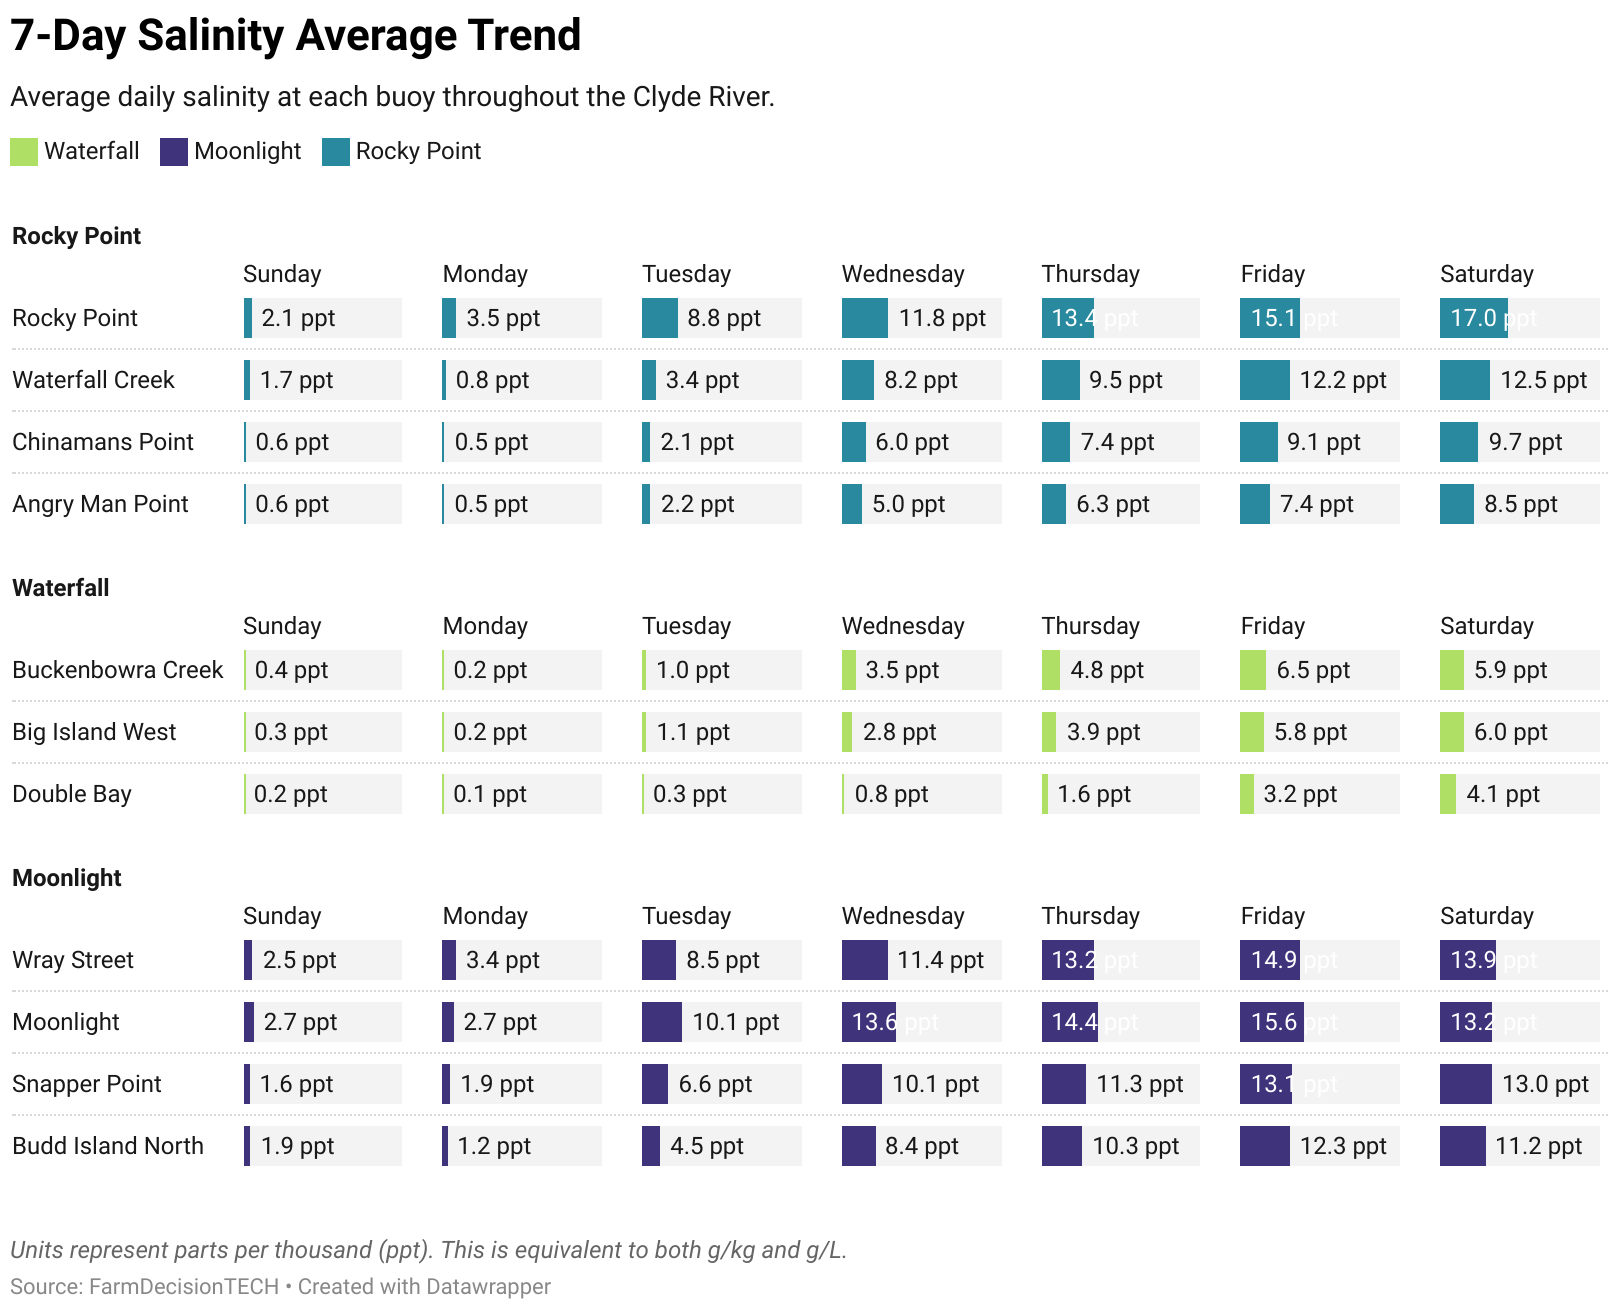 7-Day Salinity Average Trend
Average daily salinity at each buoy throughout the Clyde River.
Waterfall Moonlight Rocky Point
Rocky Point
Sunday Monday Tuesday Wednesday Thursday Friday Saturday
Rocky Point 2.1 ppt 3.5 ppt 8.8 ppt 11.8 ppt 13.4 ppt 15.1 ppt 17.0 ppt
Waterfall Creek 1.7 ppt 0.8 ppt 3.4 ppt 8.2 ppt 9.5 ppt 12.2 ppt 12.5 ppt
Chinamans Point 0.6 ppt 0.5 ppt 2.1 ppt 6.0 ppt 7.4 ppt 9.1 ppt 9.7 ppt
Angry Man Point 0.6 ppt 0.5 ppt 2.2 ppt 5.0 ppt 6.3 ppt 7.4 ppt 8.5 ppt
Waterfall
Sunday Monday Tuesday Wednesday Thursday Friday Saturday
Buckenbowra Creek 0.4 ppt 0.2 ppt 1.0 ppt 3.5 ppt 4.8 ppt 6.5 ppt 5.9 ppt
Big Island West 0.3 ppt 0.2 ppt 1.1 ppt 2.8 ppt 3.9 ppt 5.8 ppt 6.0 ppt
Double Bay 0.2 ppt 0.1 ppt 0.3 ppt 0.8 ppt 1.6 ppt 3.2 ppt 4.1 ppt
Moonlight
Sunday Monday Tuesday Wednesday Thursday Friday Saturday
Wray Street 2.5 ppt 3.4 ppt 8.5 ppt 11.4 ppt 13.2 ppt 14.9 ppt 13.9 ppt
Moonlight 2.7 ppt 2.7 ppt 10.1 ppt 13.6 ppt 14.4 ppt 15.6 ppt 13.2 ppt
Snapper Point 1.6 ppt 1.9 ppt 6.6 ppt 10.1 ppt 11.3 ppt 13.1 ppt 13.0 ppt
Budd Island North 1.9 ppt 1.2 ppt 4.5 ppt 8.4 ppt 10.3 ppt 12.3 ppt 11.2 ppt
Units represent parts per thousand (ppt). This is equivalent to both g/kg and g/L.
Source: FarmDecisionTECH • Created with Datawrapper